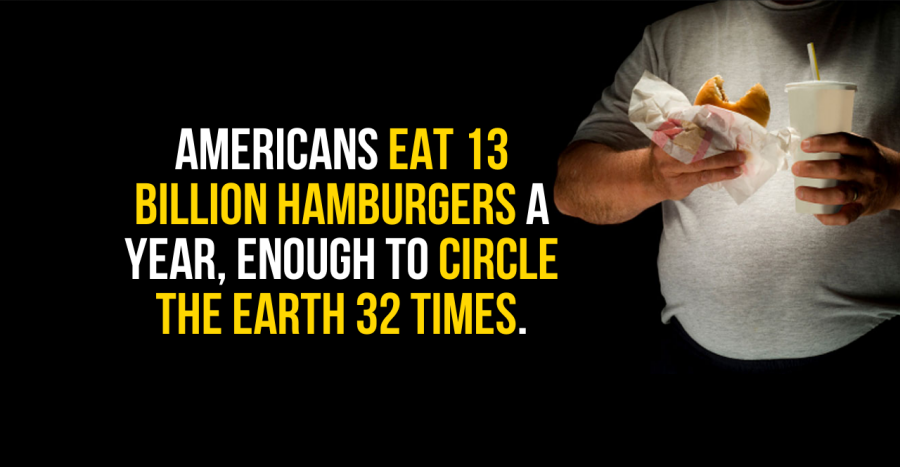 AMERICANS EAT 13
BILLION HAMBURGERS A
YEAR, ENOUGH TO CIRCLE
THE EARTH 32 TIMES.